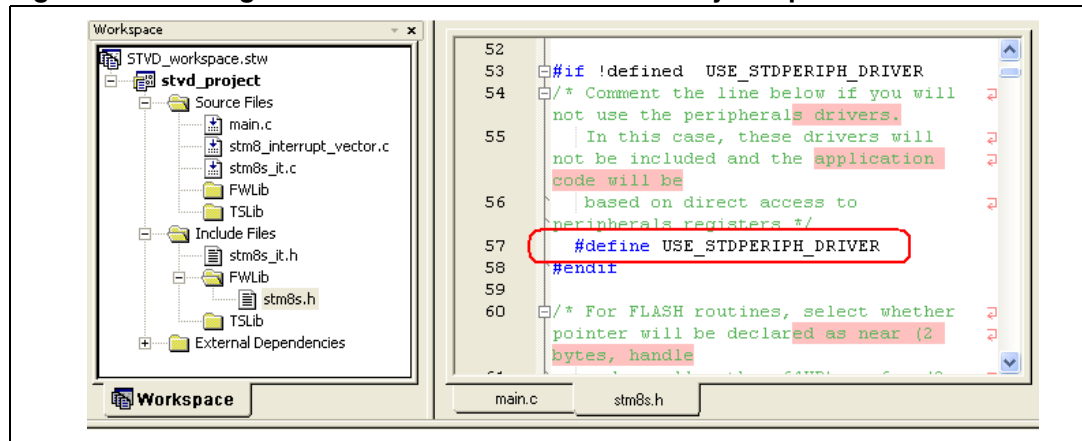 Workspace
STVD_workspace.stw
stvd_project
Source Files
main.c
stm8_interrupt_vector.c
stm8s_it.c
FWLib
TSLib
Include Files
stm8s_it.h
FWLib
stm8s.h
TSLib
External Dependencies
Workspace
52
53 #if !defined USE_STDPERIPH_DRIVER
54 /* Comment the line below if you will
not use the peripherals drivers.
55 In this case, these drivers will
not be included and the application
code will be
56 based on direct access to
peripherals registers */
57 #define USE_STDPERIPH_DRIVER
58 #endif
59
60 /* For FLASH routines, select whether
pointer will be declared as near (2
bytes, handle
main.c stm8s.h